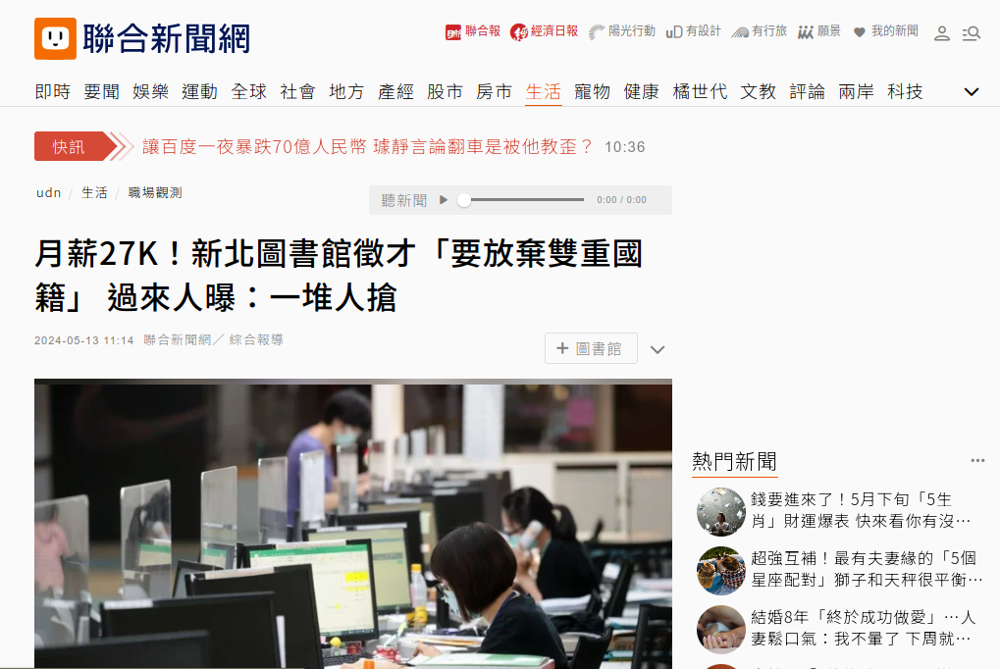 聯合新聞網
聯合報 經濟日報 陽光行動 uD 有設計 有行旅 願景 我的新聞
即時 要聞 娛樂 運動 全球 社會 地方 產經 股市 房市 生活 寵物 健康 橘世代 文教 評論 兩岸 科技
快訊 讓百度一夜暴跌70億人民幣 璩靜言論翻車是被他教歪？ 10:36
udn / 生活 / 職場觀測
聽新聞 0:00 / 0:00
月薪27K！新北圖書館徵才「要放棄雙重國
籍」 過來人曝：一堆人搶
2024-05-13 11:14 聯合新聞網／ 綜合報導
+ 圖書館
熱門新聞
錢要進來了！5月下旬「5生
肖」財運爆表 快來看你有沒…
超強互補！最有夫妻緣的「5個
星座配對」獅子和天秤很平衡…
結婚8年「終於成功做愛」…人
妻鬆口氣：我不暈了 下周就…